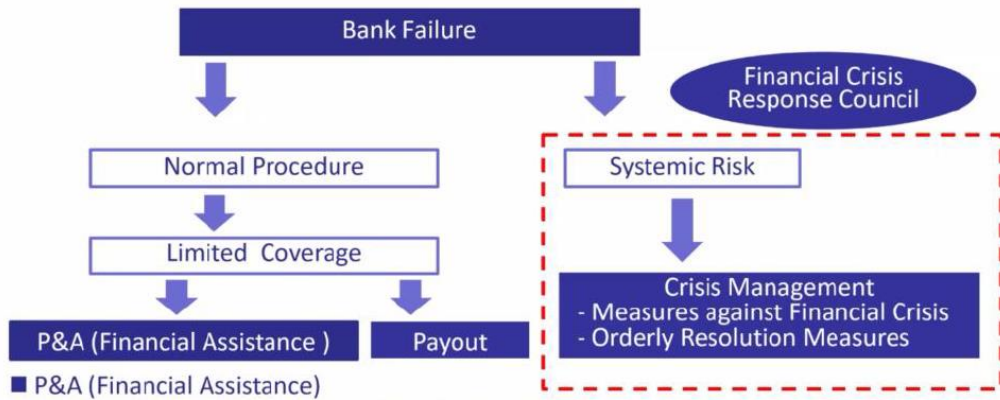 Bank Failure
Financial Crisis
Response Council
Normal Procedure
Systemic Risk
Limited Coverage
Crisis Management
- Measures against Financial Crisis
- Orderly Resolution Measures
P&A (Financial Assistance )
Payout
■ P&A (Financial Assistance)